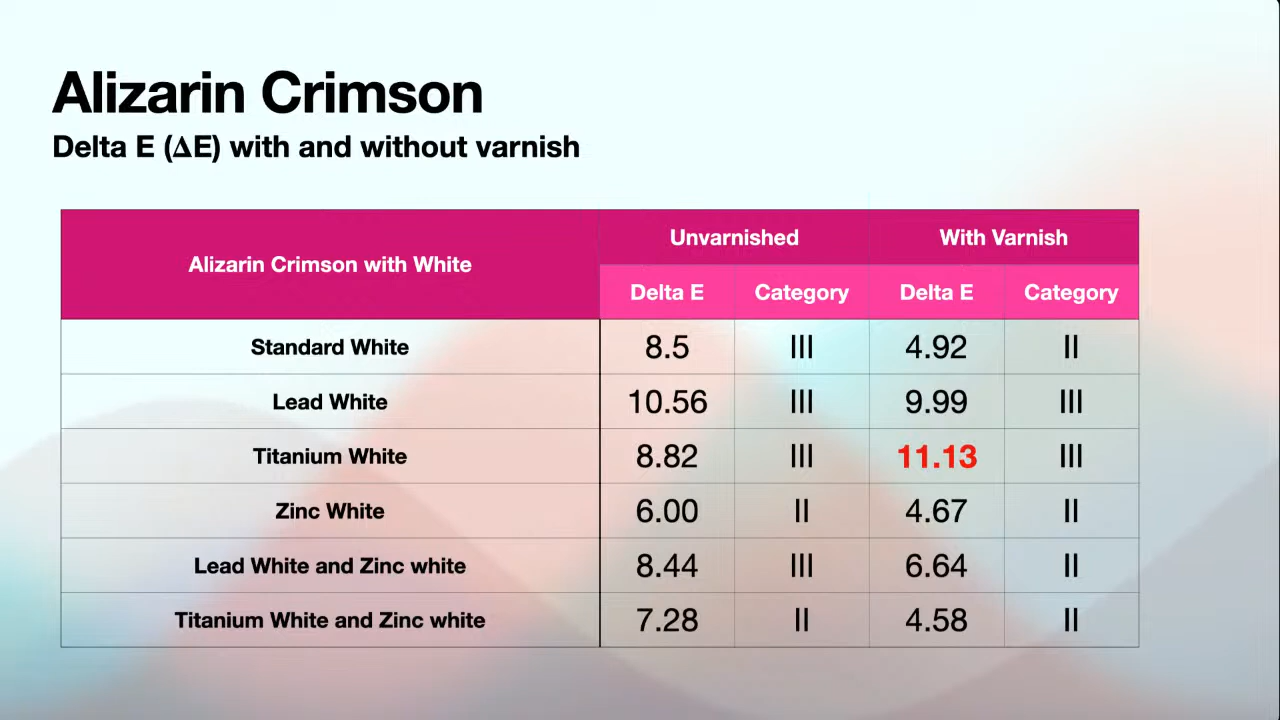 Alizarin Crimson
Delta E (ΔE) with and without varnish
Alizarin Crimson with White
Unvarnished
With Varnish
Delta E
Category
Delta E
Category
Standard White 8.5 III 4.92 II
Lead White 10.56 III 9.99 III
Titanium White 8.82 III 11.13 III
Zinc White 6.00 II 4.67 II
Lead White and Zinc white 8.44 III 6.64 II
Titanium White and Zinc white 7.28 II 4.58 II